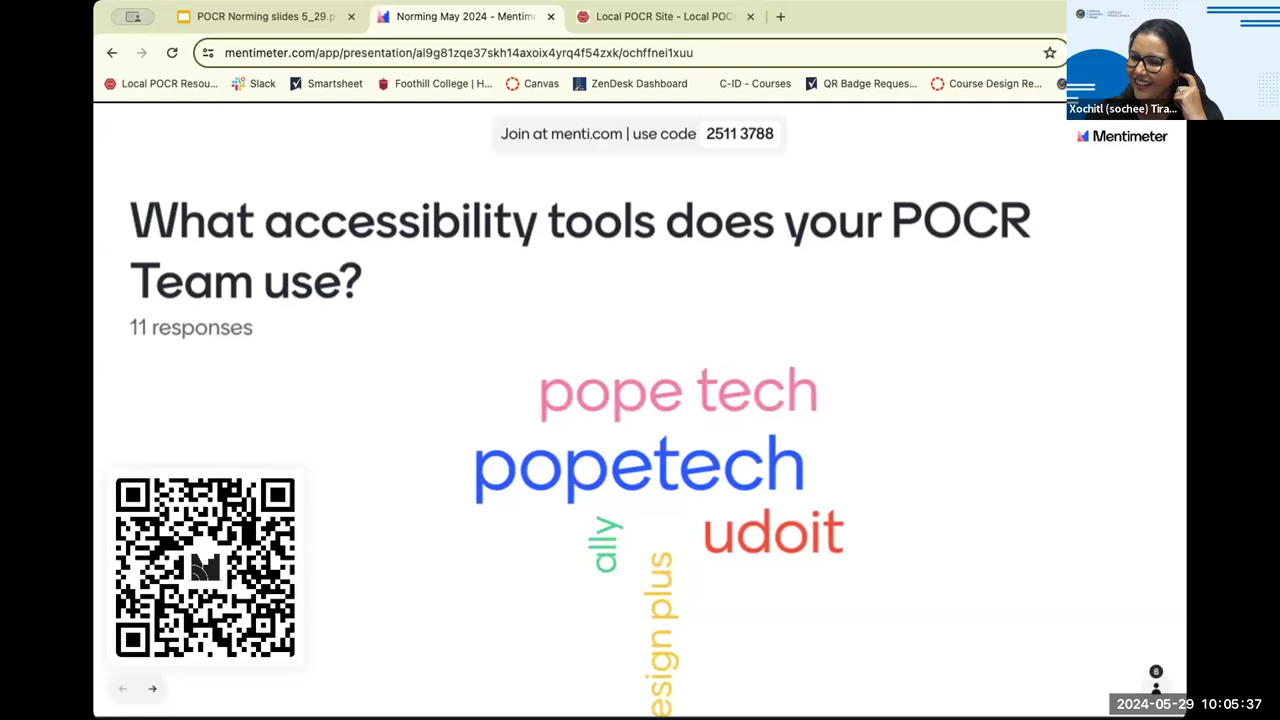 POCR Norming slides 5_29.p
Norming May 2024 - Mentim
Local POCR Site - Local POC
mentimeter.com/app/presentation/al9g81zqe37skh14axoix4yrq4f54zxk/ochffnei1xuu
Local POCR Resou...
Slack
Smartsheet
Foothill College | H...
Canvas
ZenDesk Dashboard
C-ID - Courses
QR Badge Reques...
Course Design Re...
Xochitl (sochee) Tira...
Join at menti.com | use code 2511 3788
Mentimeter
What accessibility tools does your POCR
Team use?
11 responses
pope tech
popetech
ally
udoit
esign plus
8
2024-05-29 10:05:37